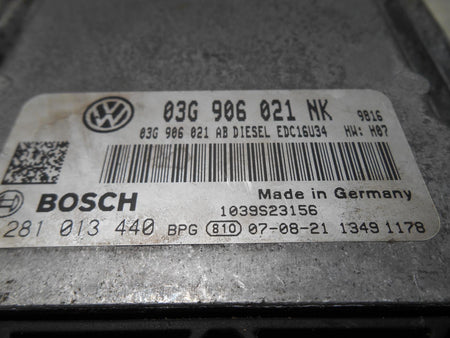 03G 906 021 NK 9816
03G 906 021 AB DIESEL EDC16U34 HW: H07
BOSCH Made in Germany
1039S23156
281 013 440 BPG 810 07-08-21 1349 1178